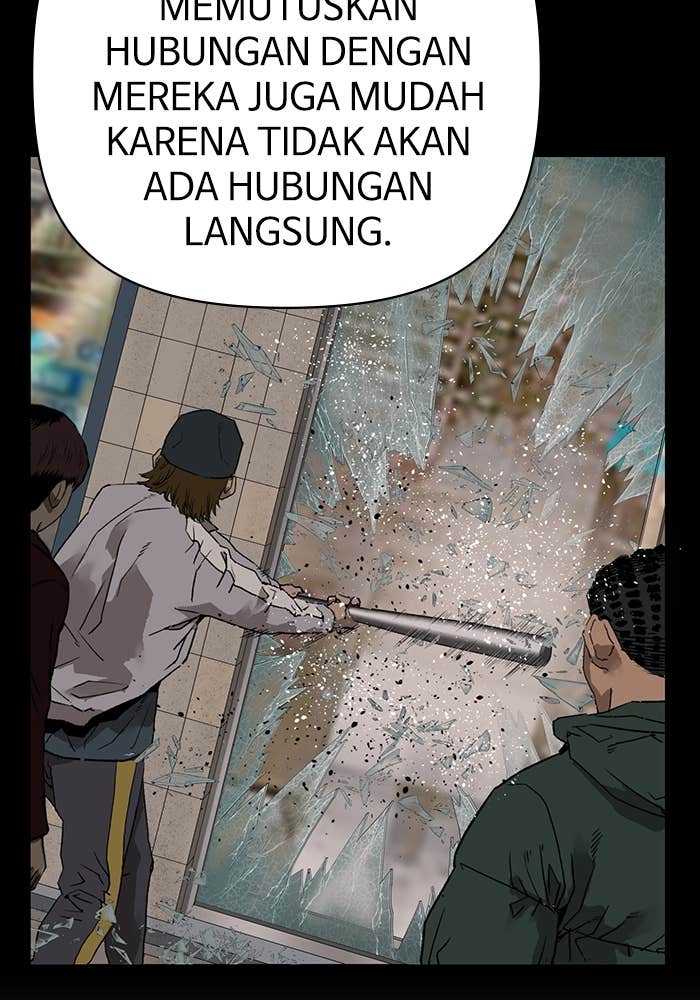 MEMUTUSKAN
HUBUNGAN DENGAN
MEREKA JUGA MUDAH
KARENA TIDAK AKAN
ADA HUBUNGAN
LANGSUNG.